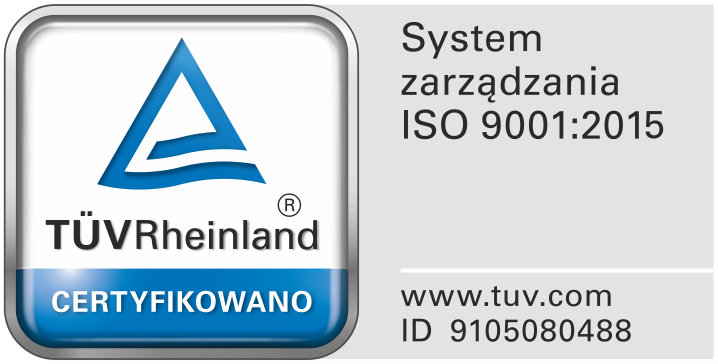 System
zarządzania
ISO 9001:2015
®
TÜVRheinland
CERTYFIKOWANO
www.tuv.com
ID 9105080488